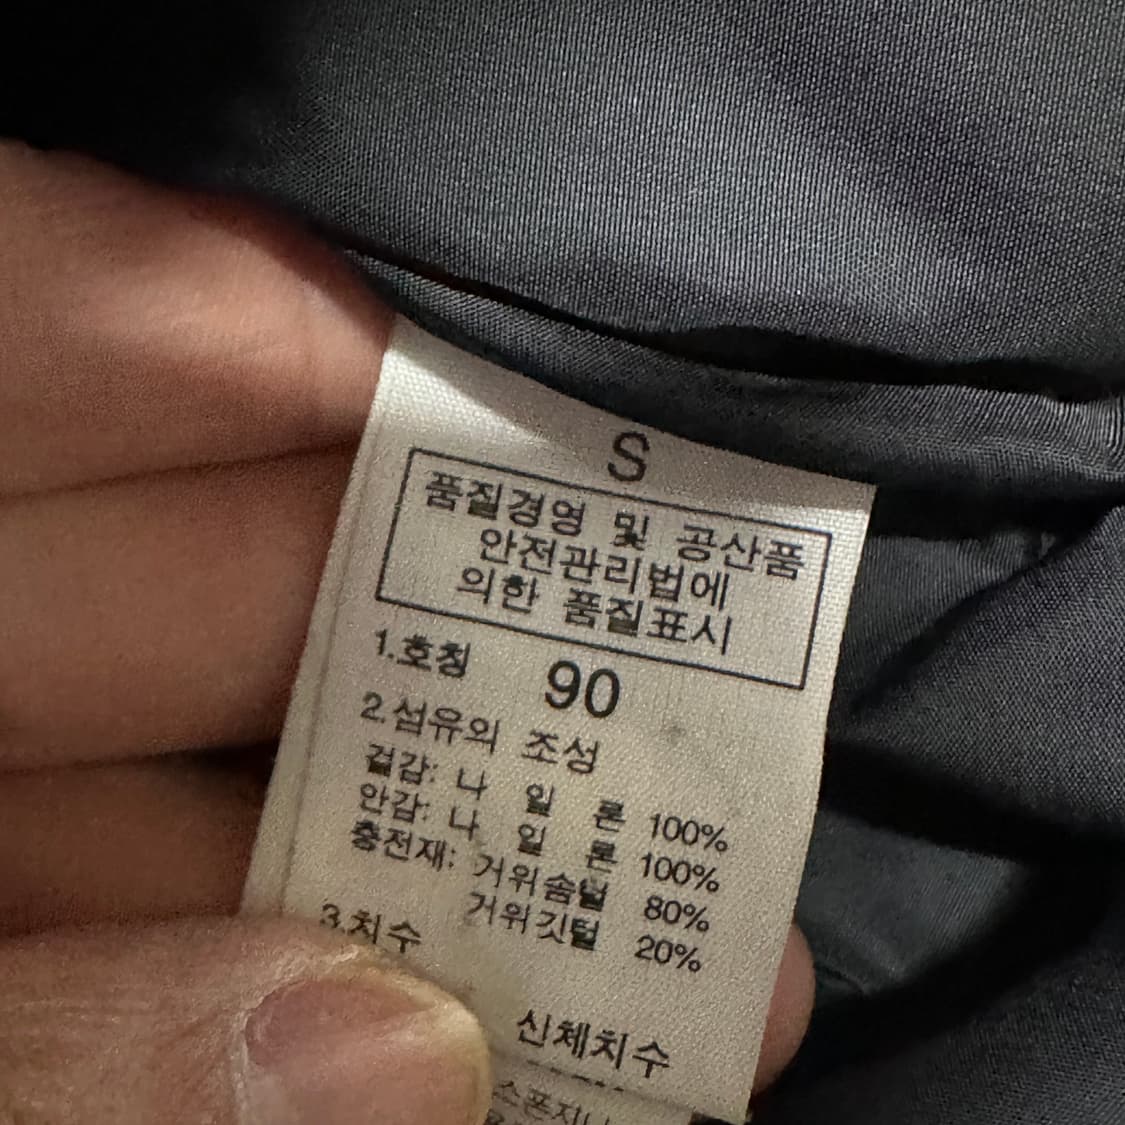 S
품질경영 및 공산품
안전관리법에
의한 품질표시
1.호칭 90
2.섬유의 조성
겉감: 나 일 론 100%
안감: 나 일 론 100%
충전재: 거위솜털 80%
거위깃털 20%
3.치수
신체치수